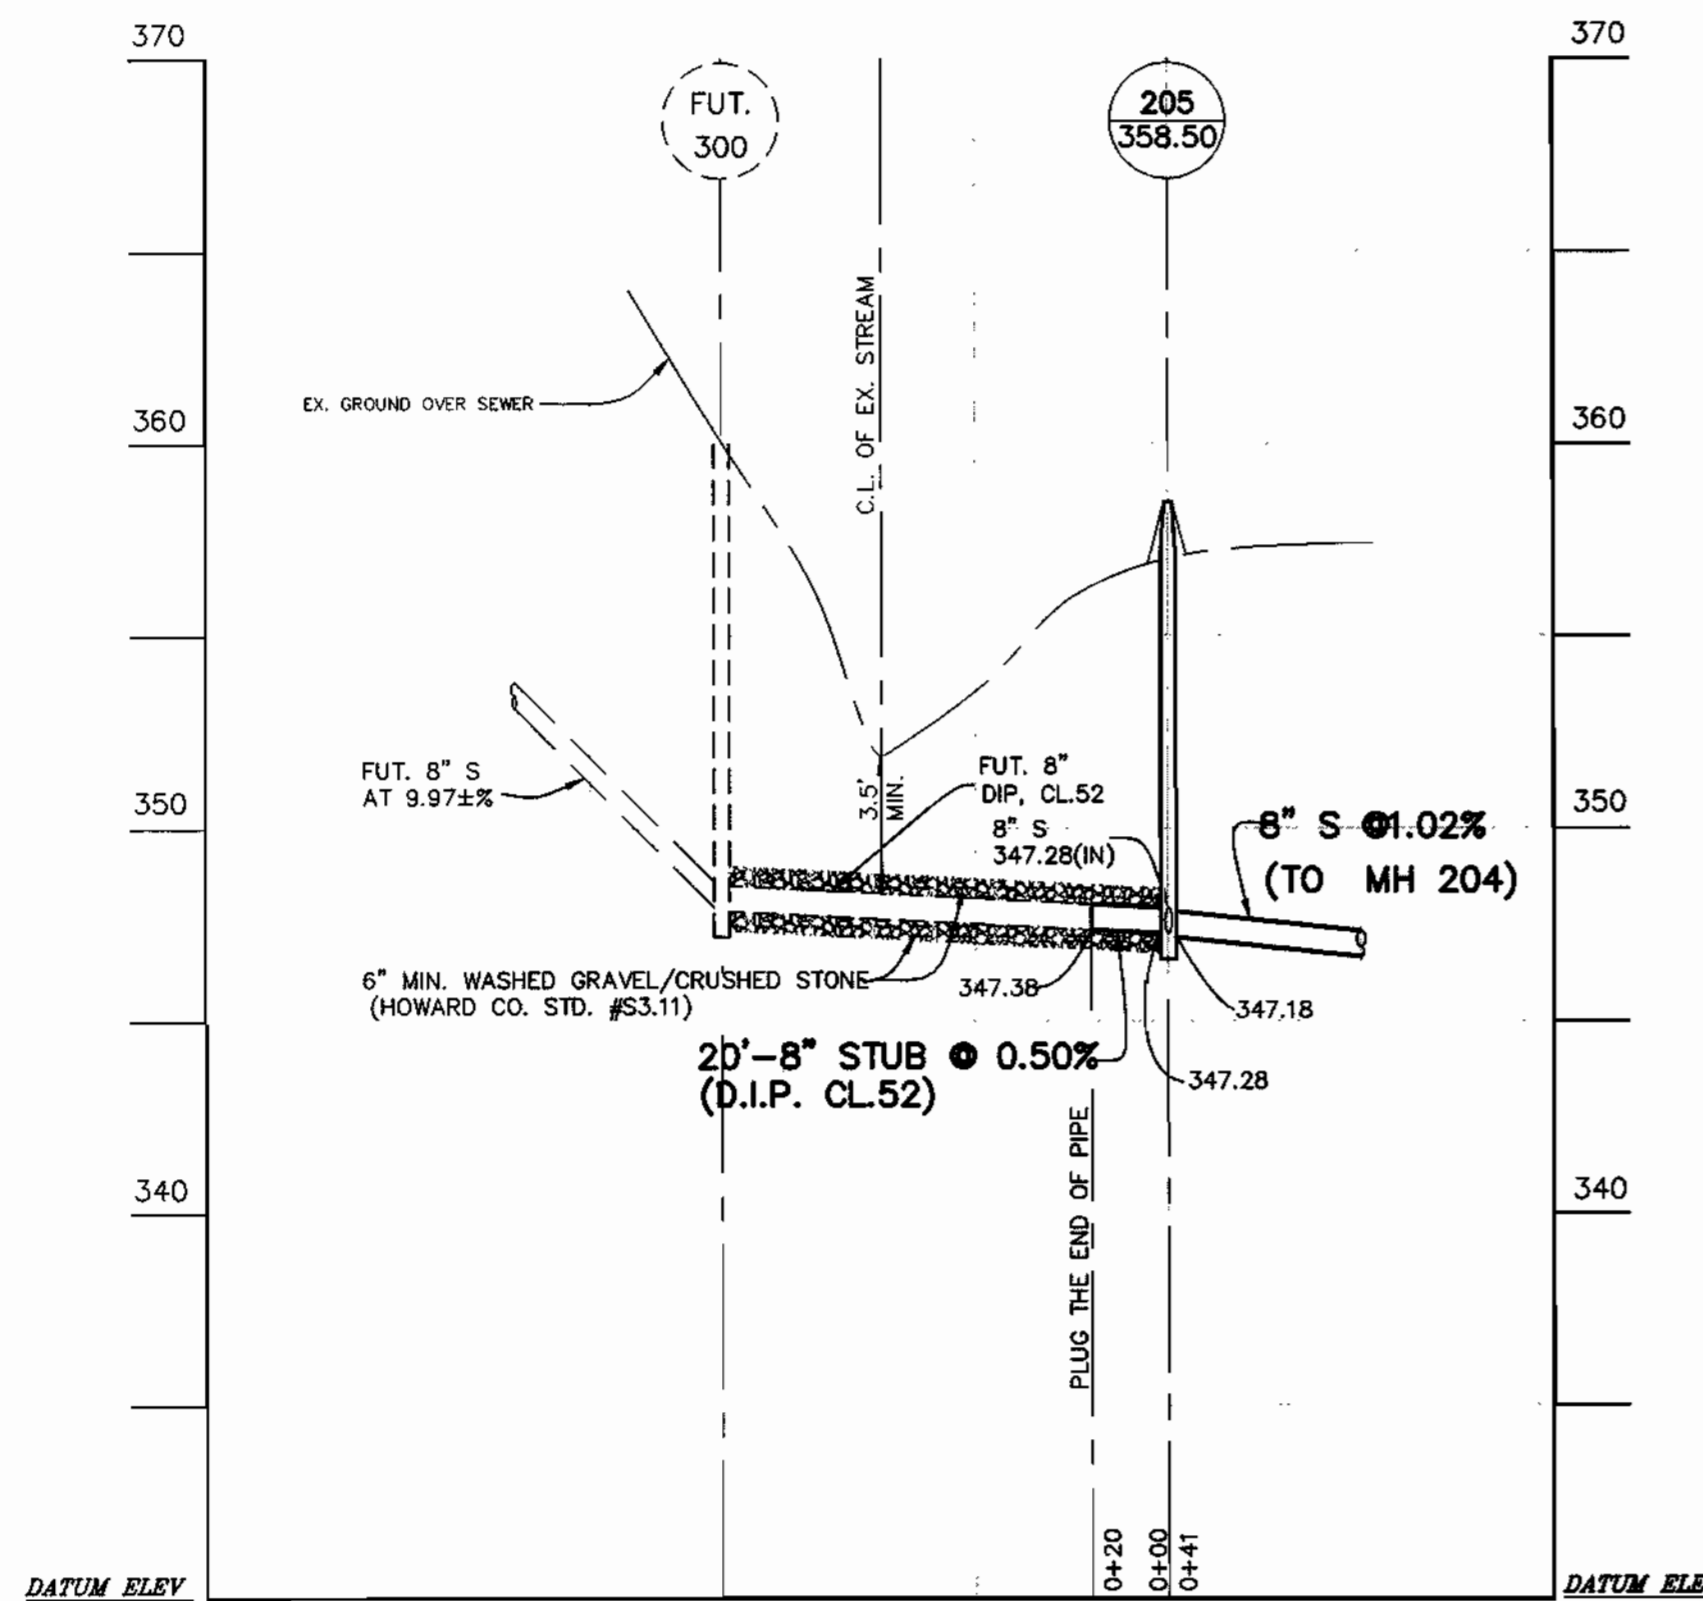 370
370
FUT.
300
205
358.50
C.L. OF EX. STREAM
EX. GROUND OVER SEWER
360
360
FUT. 8" S
AT 9.97±%
3.5'
MIN.
FUT. 8"
DIP, CL.52
8" S
347.28(IN)
350
350
8" S @1.02%
(TO MH 204)
6" MIN. WASHED GRAVEL/CRUSHED STONE
(HOWARD CO. STD. #S3.11)
347.38
347.18
20'-8" STUB @ 0.50%
(D.I.P. CL.52)
347.28
PLUG THE END OF PIPE
340
340
0+20
0+00
0+41
DATUM ELEV
DATUM ELE